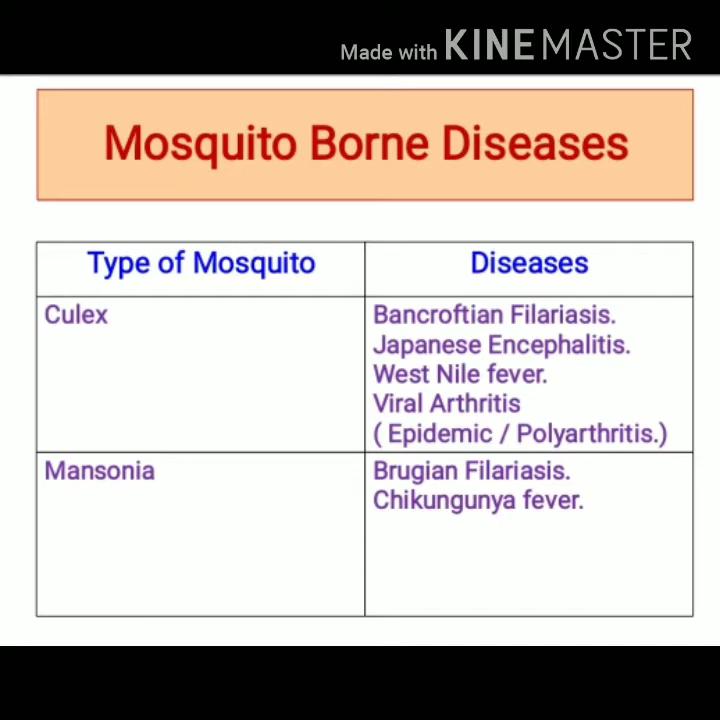 Made with KINEMASTER
Mosquito Borne Diseases
Type of Mosquito
Diseases
Culex
Bancroftian Filariasis.
Japanese Encephalitis.
West Nile fever.
Viral Arthritis
( Epidemic / Polyarthritis.)
Mansonia
Brugian Filariasis.
Chikungunya fever.